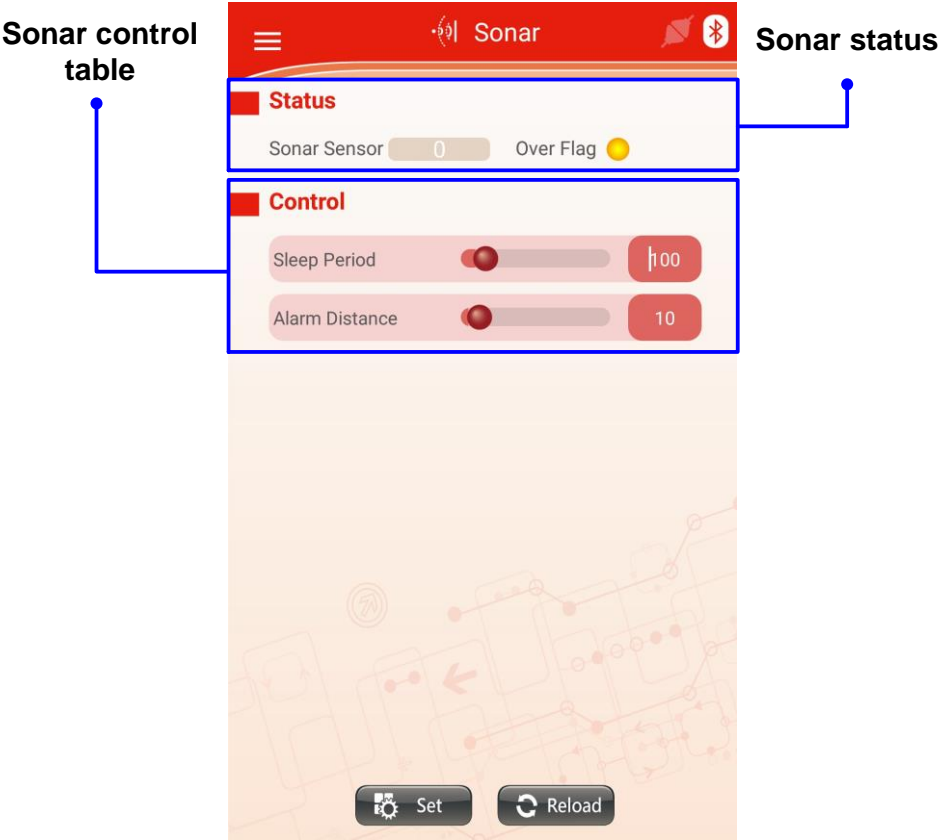 Sonar control
table
Sonar
Sonar status
Status
Sonar Sensor 0 Over Flag
Control
Sleep Period 100
Alarm Distance 10
Set Reload